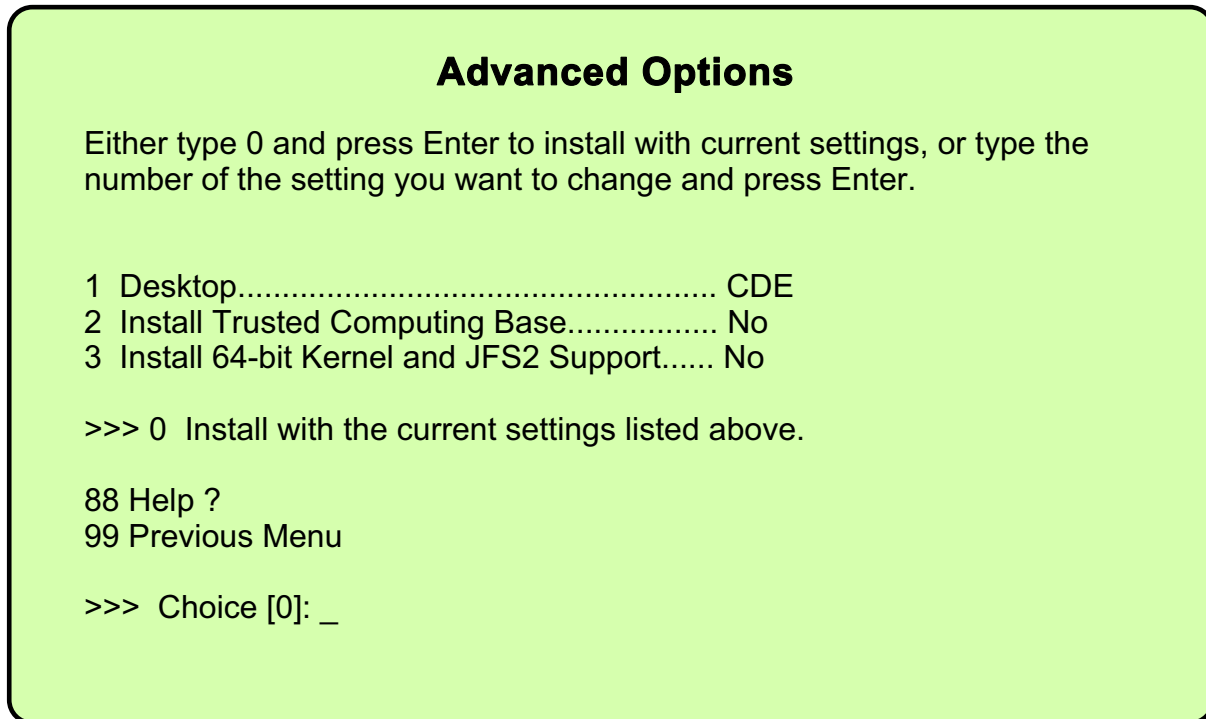 Advanced Options
Either type 0 and press Enter to install with current settings, or type the
number of the setting you want to change and press Enter.
1 Desktop...................................................... CDE
2 Install Trusted Computing Base................. No
3 Install 64-bit Kernel and JFS2 Support...... No
>>> 0 Install with the current settings listed above.
88 Help ?
99 Previous Menu
>>> Choice [0]: _